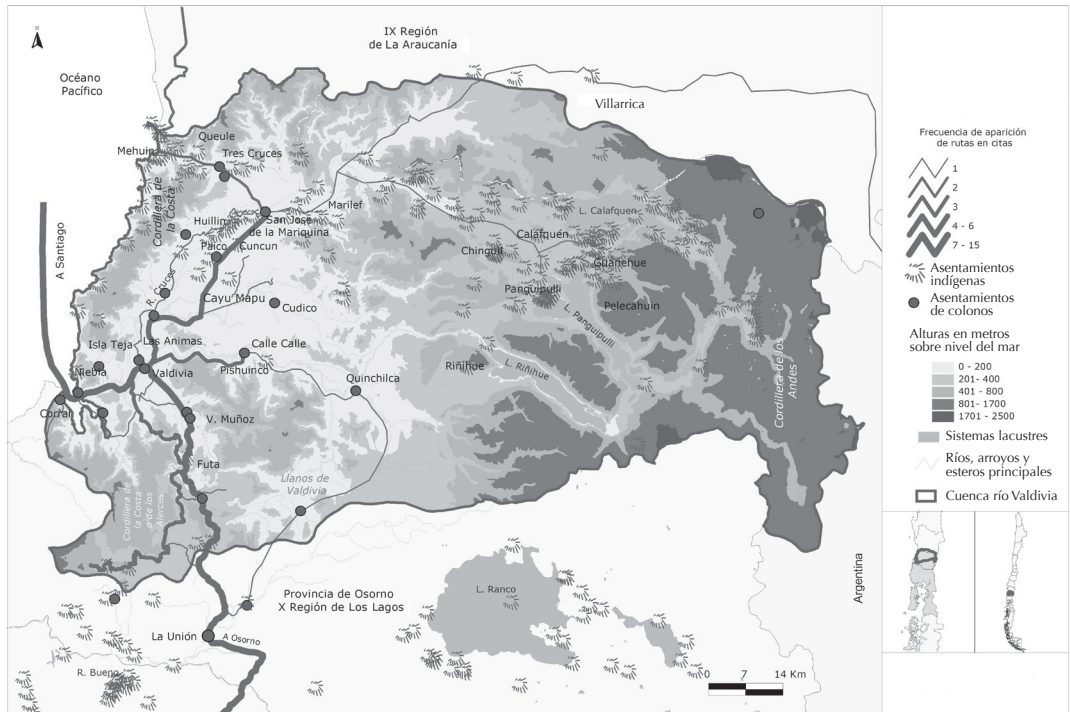 N
IX Región
de La Araucanía
Océano
Pacífico
Villarrica
Queule
Mehuin
Tres Cruces
Cordillera de
la Costa
Marilef
Huillin
San José
de la Mariquina
L. Calafquen
Calafquén
Paico
Cuncun
Chinguil
Guanehue
A Santiago
R. Cruces
Cayu Mapu
Cudico
Panguipulli
Pelecahuin
L. Panguipulli
Isla Teja
Las Animas
Calle Calle
Pishuinco
Niebla
Valdivia
Riñihue
L. Riñihue
Quinchilca
Cordillera de los
Andes
Corral
V. Muñoz
Futa
Llanos de
Valdivia
Cordillera de
la Costa
o de los
Alerces
Argentina
Provincia de Osorno
X Región de Los Lagos
L. Ranco
La Unión
A Osorno
R. Bueno
0 7 14 Km
Frecuencia de aparición
de rutas en citas
1
2
3
4 - 6
7 - 15
Asentamientos
indígenas
Asentamientos
de colonos
Alturas en metros
sobre nivel del mar
0 - 200
201- 400
401 - 800
801- 1700
1701 - 2500
Sistemas lacustres
Ríos, arroyos y
esteros principales
Cuenca río Valdivia